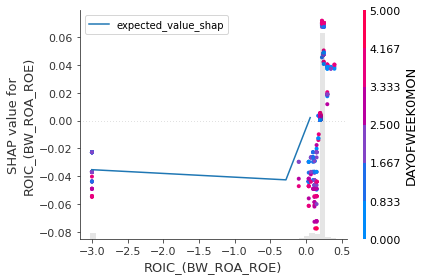 expected_value_shap
SHAP value for
ROIC_(BW_ROA_ROE)
0.06
0.04
0.02
0.00
−0.02
−0.04
−0.06
−0.08
−3.0 −2.5 −2.0 −1.5 −1.0 −0.5 0.0 0.5
ROIC_(BW_ROA_ROE)
5.000
4.167
3.333
2.500
1.667
0.833
0.000
DAYOFWEEK0MON